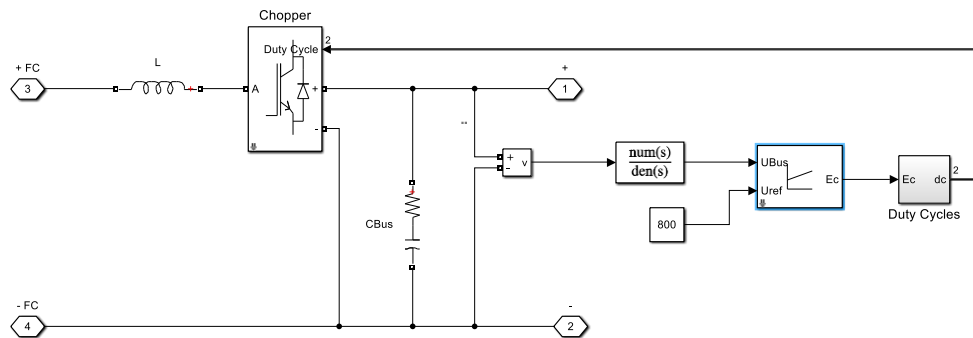 Chopper
2
Duty Cycle
+ FC
3
L
A
+
-
+
1
CBus
+
-
v
num(s)
den(s)
UBus
Uref
Ec
800
Ec
dc
2
Duty Cycles
- FC
4
-
2